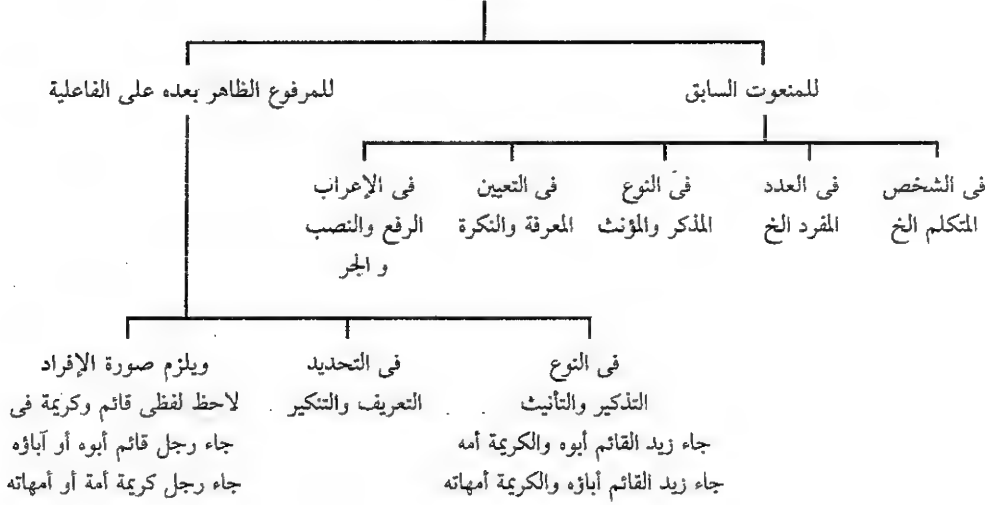 للمنعوت السابق
للمرفوع الظاهر بعده على الفاعلية
فى الشخص
المتكلم الخ
فى العدد
المفرد الخ
فى النوع
المذكر والمؤنث
فى التعيين
المعرفة والنكرة
فى الإعراب
الرفع والنصب
و الجر
فى النوع
التذكير والتأنيث
جاء زيد القائم أبوه والكريمة أمه
جاء زيد القائم أباؤه والكريمة أمهاته
فى التحديد
التعريف والتنكير
ويلزم صورة الإفراد
لاحظ لفظى قائم وكريمة فى
جاء رجل قائم أبوه أو آباؤه
جاء رجل كريمة أمة أو أمهاته